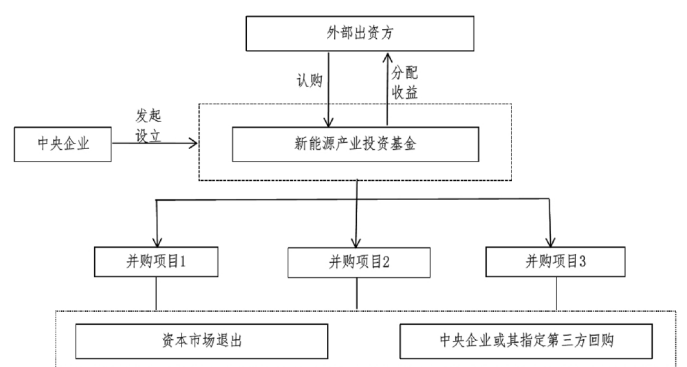 外部出资方
认购
分配
收益
发起
设立
中央企业
新能源产业投资基金
并购项目1
并购项目2
并购项目3
资本市场退出
中央企业或其指定第三方回购